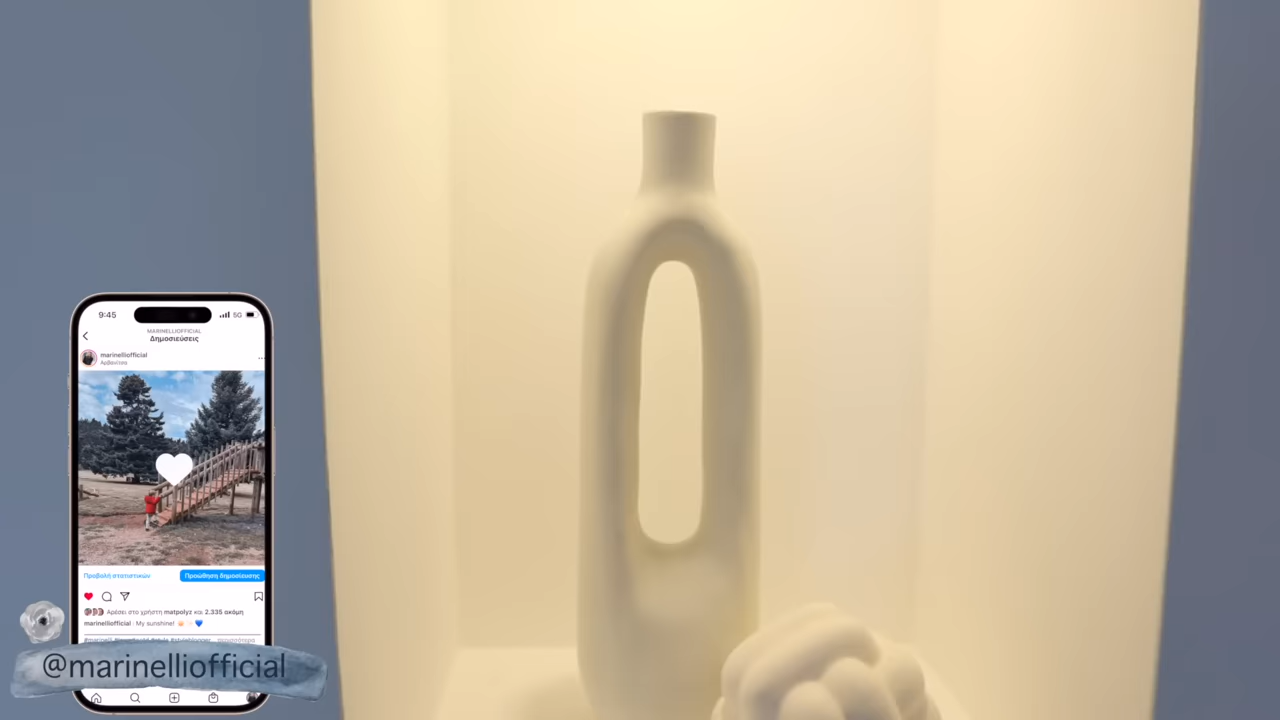 9:45
5G
MARINELLIOFFICIAL
Δημοσιεύσεις
marinelliofficial
Αρβανίτσα
Προβολή στατιστικών
Προώθηση δημοσίευσης
Αρέσει στο χρήστη matpolyz και 2.335 ακόμη
marinelliofficial : My sunshine!
@marinelliofficial